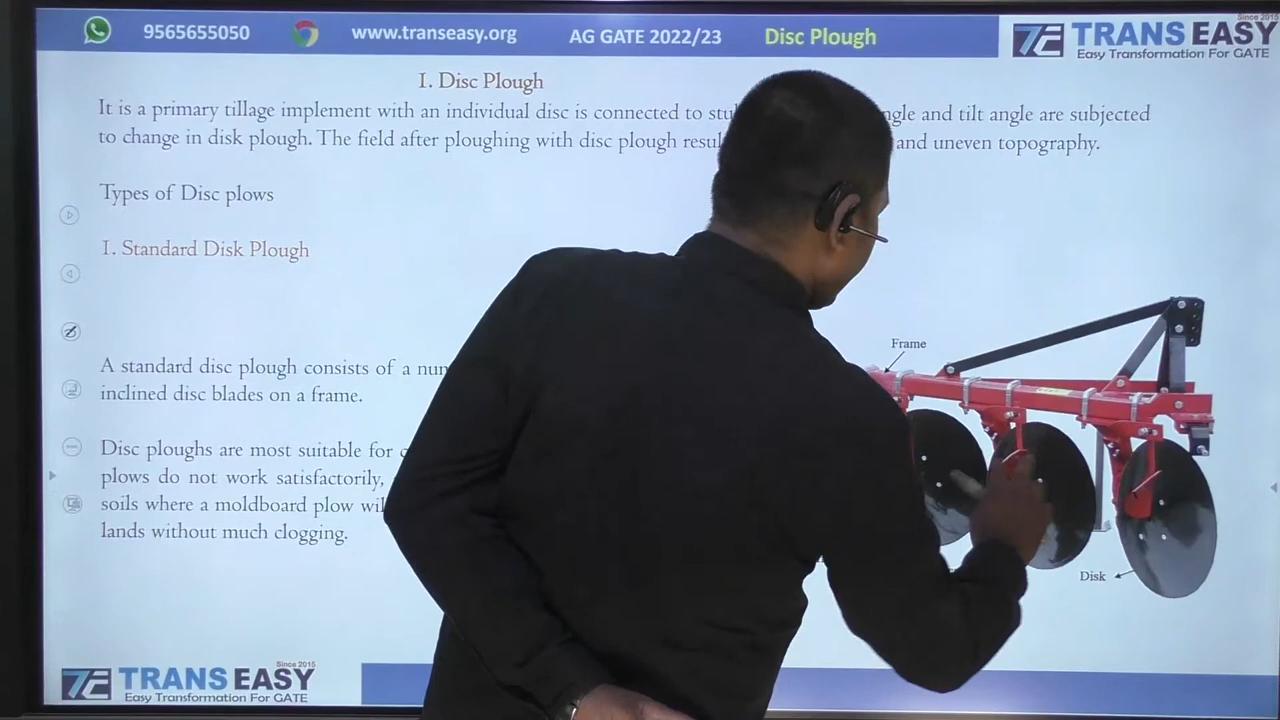 9565655050 www.transeasy.org AG GATE 2022/23 Disc Plough
Since 2015
TRANS EASY
Easy Transformation For GATE
I. Disc Plough
It is a primary tillage implement with an individual disc is connected to and tilt angle are subjected
to change in disk plough. The field after ploughing with disc plough and uneven topography.
Types of Disc plows
I. Standard Disk Plough
A standard disc plough consists of a
inclined disc blades on a frame.
Disc ploughs are most suitable for
plows do not work satisfactorily,
soils where a moldboard plow
lands without much clogging.
Frame
Disk
Since 2015
TRANS EASY
Easy Transformation For GATE